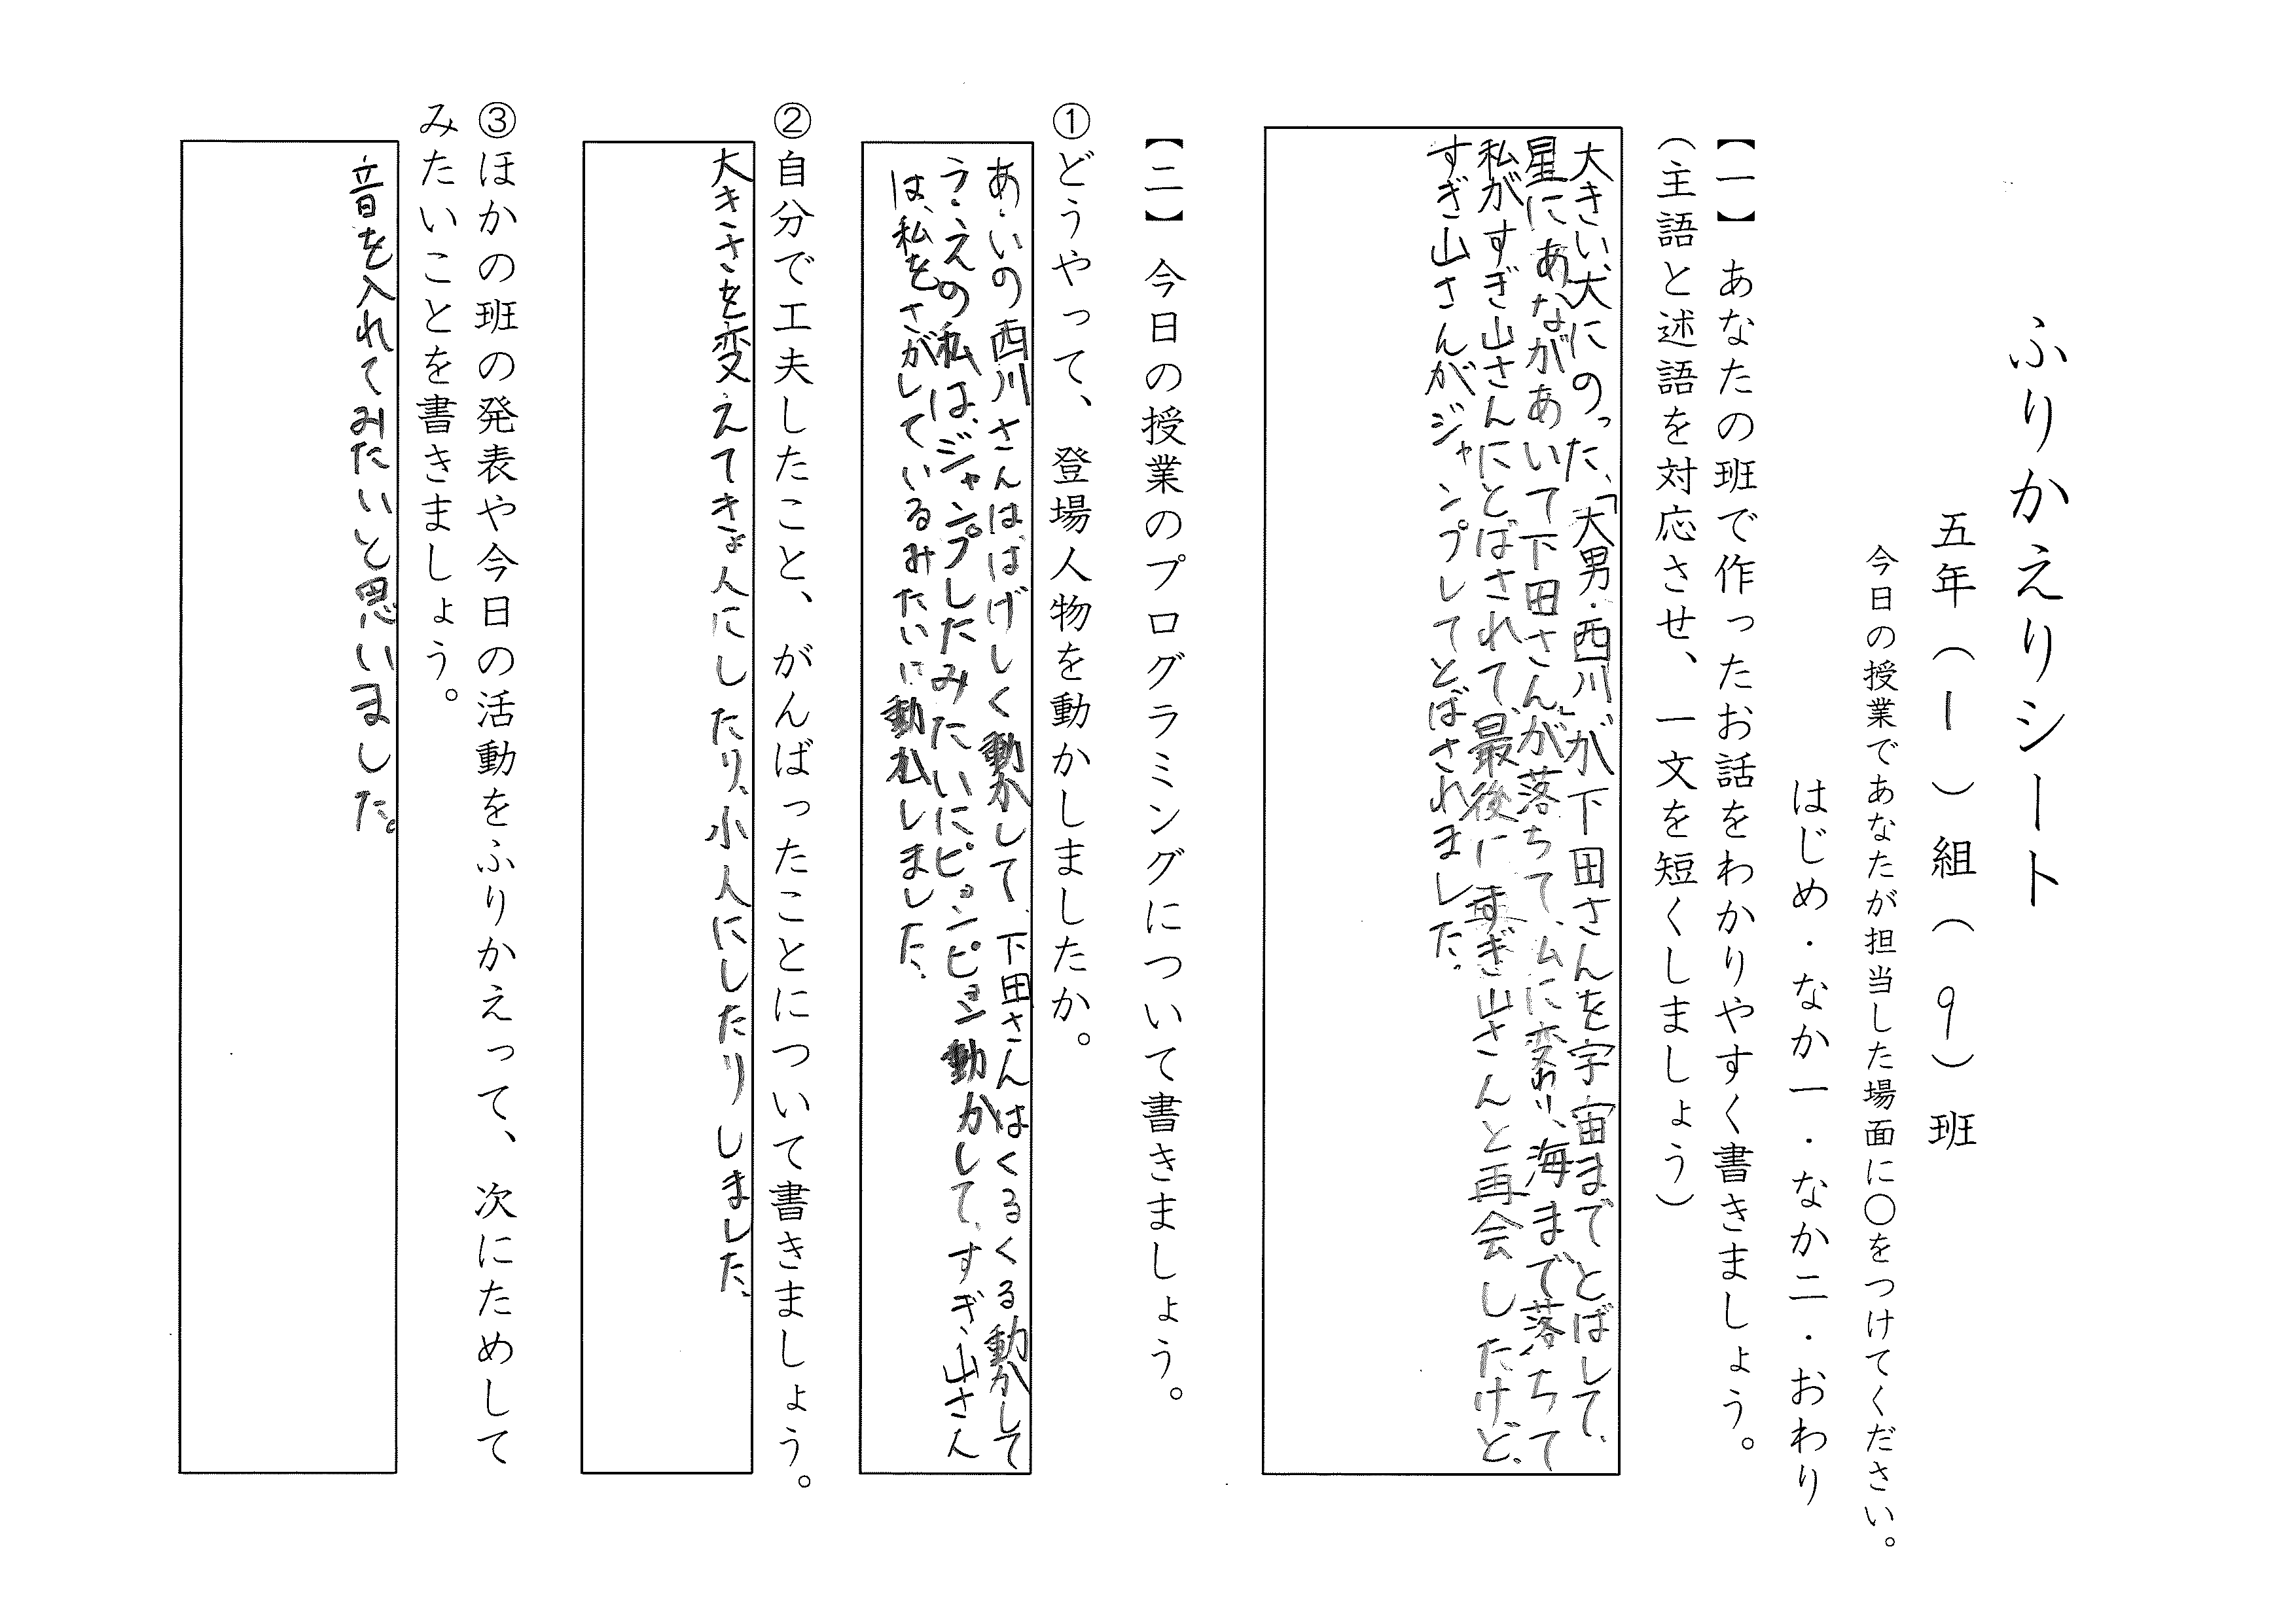 ふりかえりシート
五年（１）組（９）班
今日の授業であなたが担当した場面に〇をつけてください。
はじめ・なか一・なか二・おわり
【一】あなたの班で作ったお話をわかりやすく書きましょう。
（主語と述語を対応させ、一文を短くしましょう）
大きい犬にのった、「大男・西川」が下田さんを宇宙までとばして、
星にあながあいて下田さんが落ちて、ムに変わり、海まで落ちて
私がすぎ山さんにとばされて、最後にすぎ山さんと再会したけど、
すぎ山さんがジャンプしてとばされました。
【二】今日の授業のプログラミングについて書きましょう。
①どうやって、登場人物を動かしましたか。
あ・いの西川さんは、はげしく動かして、下田さんはくるくる動かして
う・えの私は、ジャンプしたみたいにピョンピョン動かして、すぎ山さん
は、私をさがしているみたいに動しました、
②自分で工夫したこと、がんばったことについて書きましょう。
大きさを変えてきょ人にしたり、小人にしたりしました、
③ほかの班の発表や今日の活動をふりかえって、次にためして
みたいことを書きましょう。
音を入れてみたいと思いました。